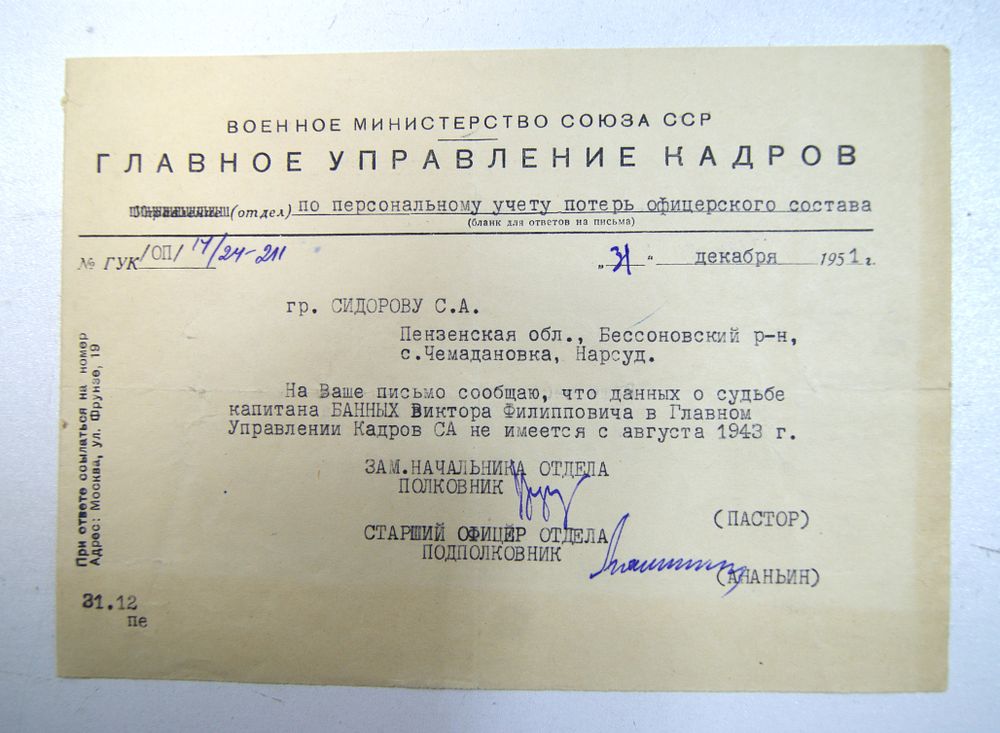 ВОЕННОЕ МИНИСТЕРСТВО СОЮЗА ССР
ГЛАВНОЕ УПРАВЛЕНИЕ КАДРОВ
Управление (отдел) по персональному учету потерь офицерского состава
(бланк для ответов на письма)
№ ГУК /ОП/ 14/24-211 „31" декабря 1951 г.
гр. СИДОРОВУ С.А.
Пензенская обл., Бессоновский р-н,
с.Чемадановка, Нарсуд.
На Ваше письмо сообщаю, что данных о судьбе
капитана БАННЫХ Виктора Филипповича в Главном
Управлении Кадров СА не имеется с августа 1943 г.
ЗАМ.НАЧАЛЬНИКА ОТДЕЛА
ПОЛКОВНИК
(ПАСТОР)
СТАРШИЙ ОФИЦЕР ОТДЕЛА
ПОДПОЛКОВНИК
(АНАНЬИН)
31.12
пе
При ответе ссылаться на номер
Адрес: Москва, ул. Фрунзе, 19